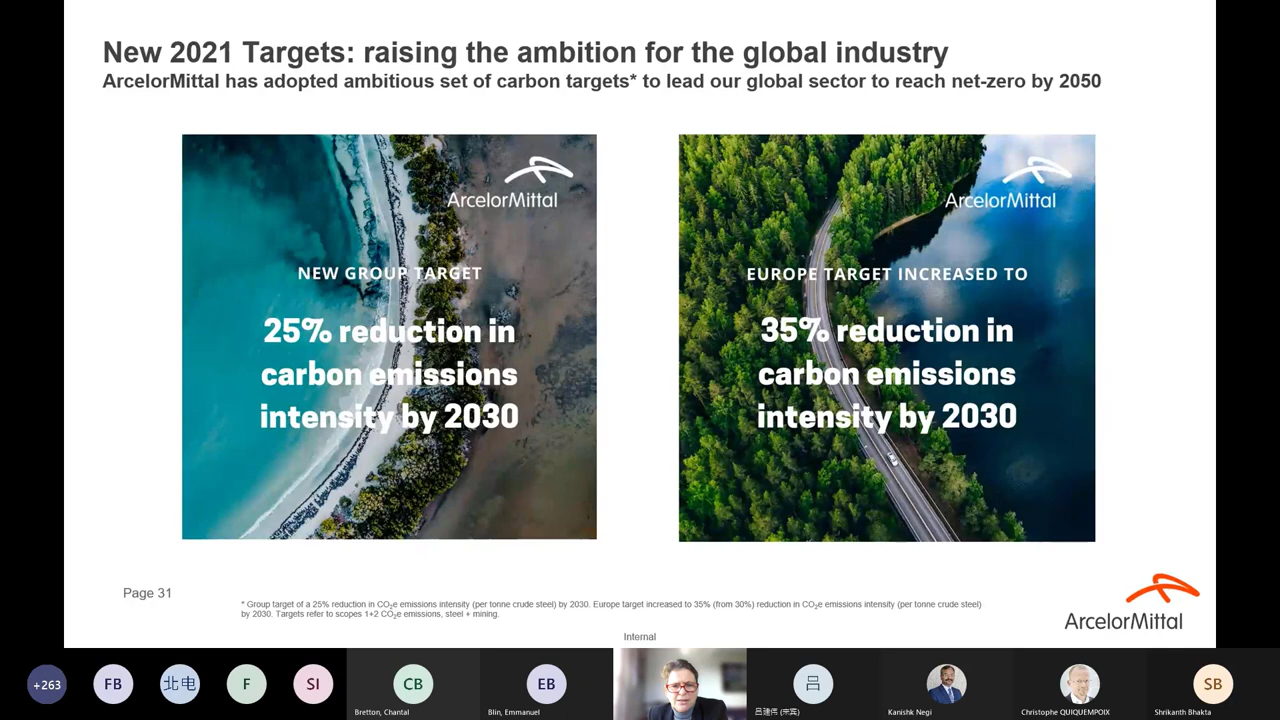 New 2021 Targets: raising the ambition for the global industry
ArcelorMittal has adopted ambitious set of carbon targets* to lead our global sector to reach net-zero by 2050
ArcelorMittal
NEW GROUP TARGET
25% reduction in
carbon emissions
intensity by 2030
ArcelorMittal
EUROPE TARGET INCREASED TO
35% reduction in
carbon emissions
intensity by 2030
Page 31
* Group target of a 25% reduction in CO₂e emissions intensity (per tonne crude steel) by 2030. Europe target increased to 35% (from 30%) reduction in CO₂e emissions intensity (per tonne crude steel)
by 2030. Targets refer to scopes 1+2 CO₂e emissions, steel + mining.
ArcelorMittal
Internal
+263
FB
北电
F
SI
CB
Bretton, Chantal
EB
Blin, Emmanuel
吕
吕建伟 (宋宾)
Kanishk Negi
Christophe QUIQUEMPOIX
SB
Shrikanth Bhakta